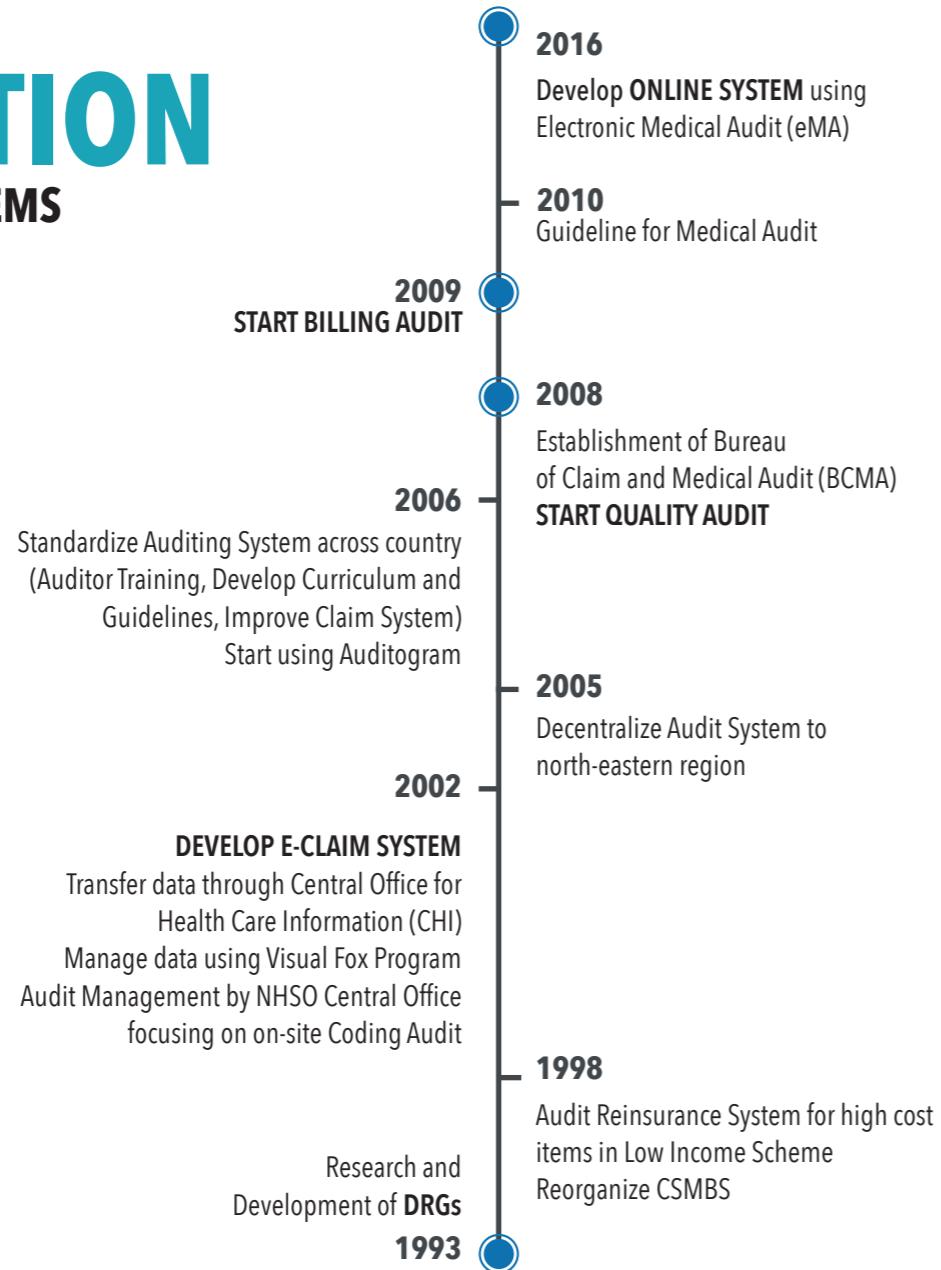 TION
EMS
2016
Develop ONLINE SYSTEM using
Electronic Medical Audit (eMA)
2010
Guideline for Medical Audit
2009
START BILLING AUDIT
2008
Establishment of Bureau
of Claim and Medical Audit (BCMA)
START QUALITY AUDIT
2006
Standardize Auditing System across country
(Auditor Training, Develop Curriculum and
Guidelines, Improve Claim System)
Start using Auditogram
2005
Decentralize Audit System to
north-eastern region
2002
DEVELOP E-CLAIM SYSTEM
Transfer data through Central Office for
Health Care Information (CHI)
Manage data using Visual Fox Program
Audit Management by NHSO Central Office
focusing on on-site Coding Audit
1998
Audit Reinsurance System for high cost
items in Low Income Scheme
Reorganize CSMBS
Research and
Development of DRGs
1993